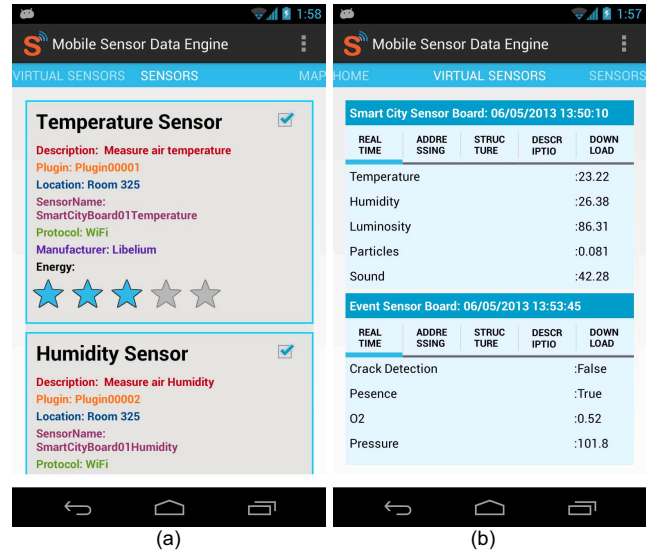 1:58
S Mobile Sensor Data Engine
VIRTUAL SENSORS SENSORS MAP
Temperature Sensor
Description: Measure air temperature
Plugin: Plugin00001
Location: Room 325
SensorName:
SmartCityBoard01Temperature
Protocol: WiFi
Manufacturer: Libelium
Energy:
Humidity Sensor
Description: Measure air Humidity
Plugin: Plugin00002
Location: Room 325
SensorName:
SmartCityBoard01Humidity
Protocol: WiFi
(a)
1:57
S Mobile Sensor Data Engine
HOME VIRTUAL SENSORS SENSORS
Smart City Sensor Board: 06/05/2013 13:50:10
REAL ADDRE STRUC DESCR DOWN
TIME SSING TURE IPTIO LOAD
Temperature :23.22
Humidity :26.38
Luminosity :86.31
Particles :0.081
Sound :42.28
Event Sensor Board: 06/05/2013 13:53:45
REAL ADDRE STRUC DESCR DOWN
TIME SSING TURE IPTIO LOAD
Crack Detection :False
Pesence :True
O2 :0.52
Pressure :101.8
(b)